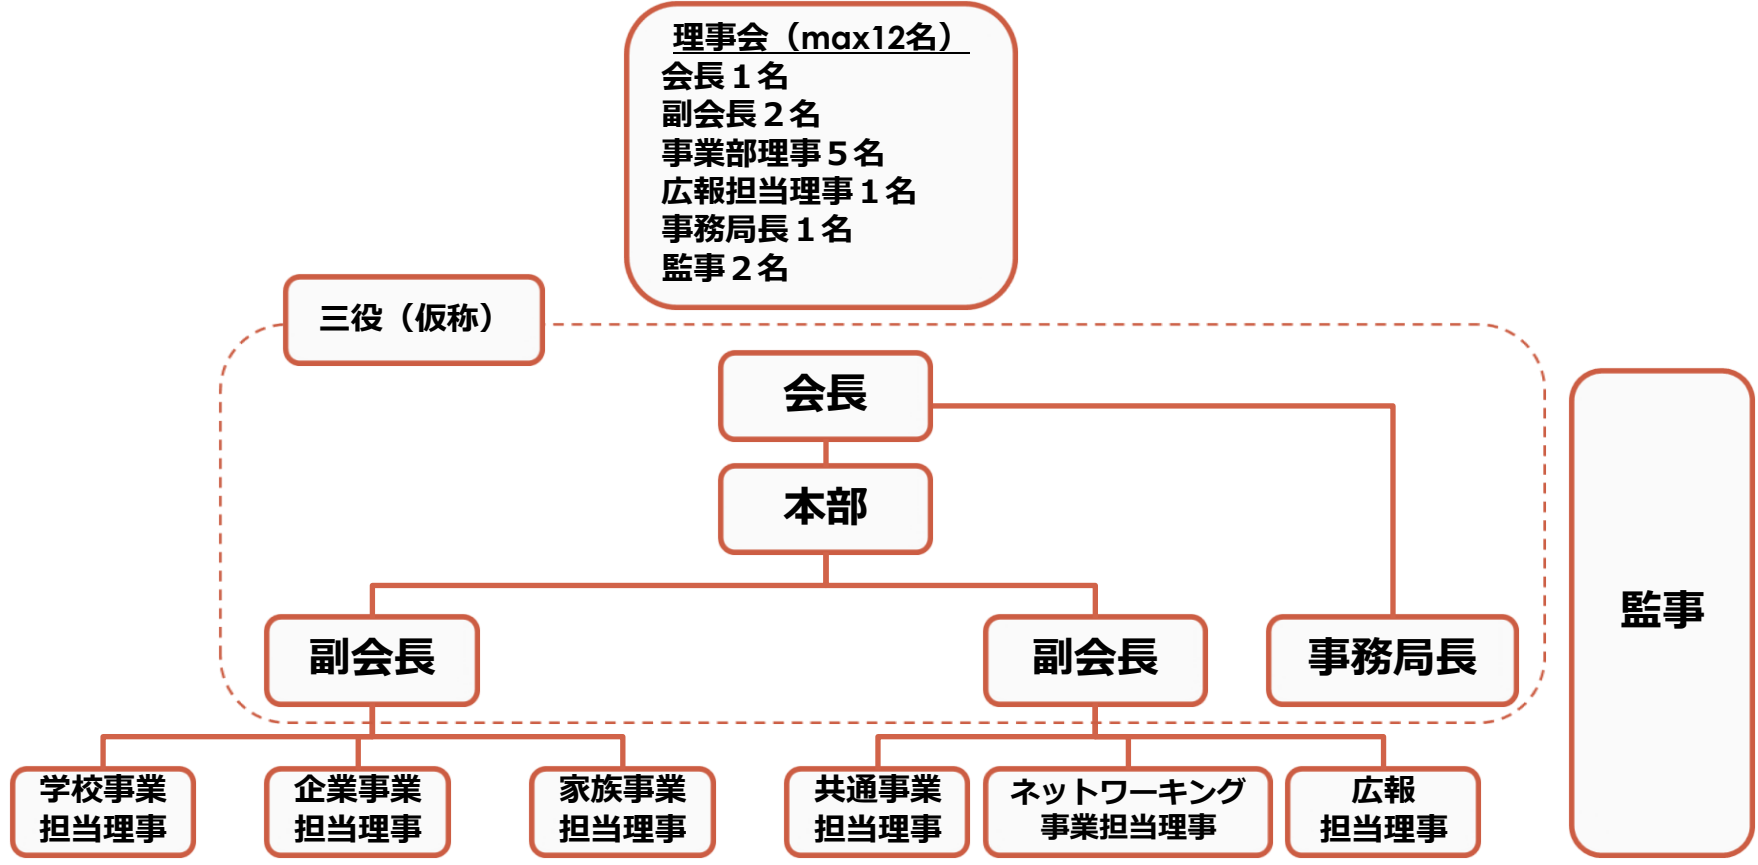 理事会（max12名）
会長１名
副会長２名
事業部理事５名
広報担当理事１名
事務局長１名
監事２名
三役（仮称）
会長
本部
副会長
副会長
事務局長
監事
学校事業
担当理事
企業事業
担当理事
家族事業
担当理事
共通事業
担当理事
ネットワーキング
事業担当理事
広報
担当理事